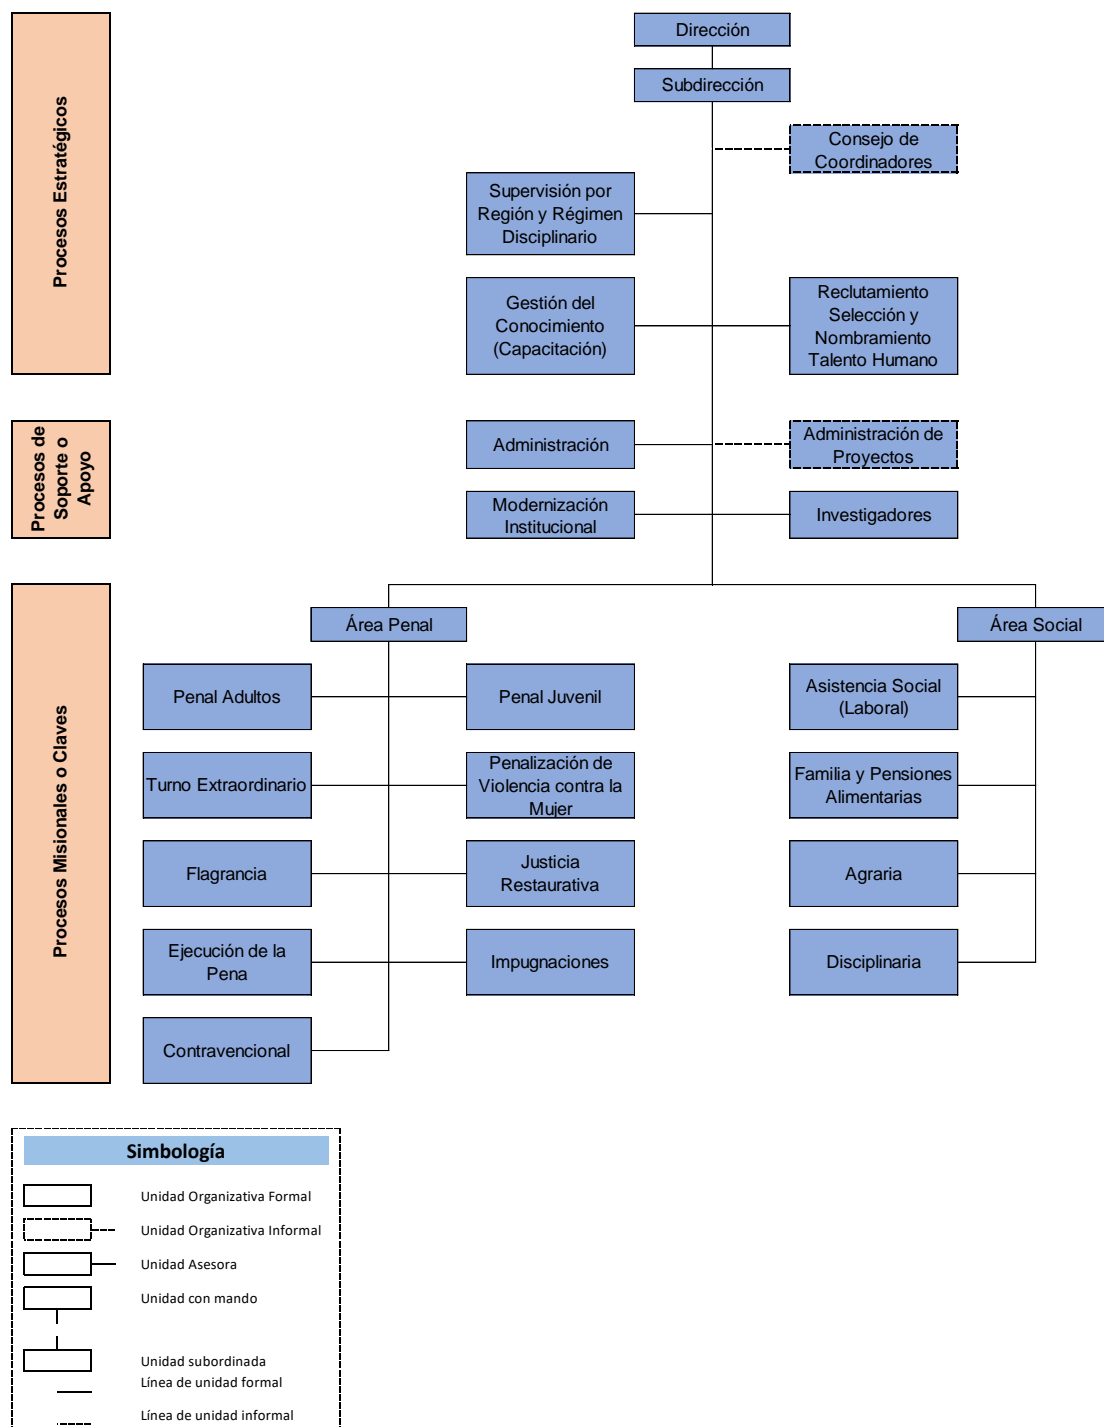 Procesos Estratégicos
Dirección
Subdirección
Consejo de
Coordinadores
Supervisión por
Región y Régimen
Disciplinario
Gestión del
Conocimiento
(Capacitación)
Reclutamiento
Selección y
Nombramiento
Talento Humano
Procesos de
Soporte o
Apoyo
Administración
Administración de
Proyectos
Modernización
Institucional
Investigadores
Procesos Misionales o Claves
Área Penal
Área Social
Penal Adultos
Penal Juvenil
Asistencia Social
(Laboral)
Turno Extraordinario
Penalización de
Violencia contra la
Mujer
Familia y Pensiones
Alimentarias
Flagrancia
Justicia
Restaurativa
Agraria
Ejecución de la
Pena
Impugnaciones
Disciplinaria
Contravencional
Simbología
Unidad Organizativa Formal
Unidad Organizativa Informal
Unidad Asesora
Unidad con mando
Unidad subordinada
Línea de unidad formal
Línea de unidad informal